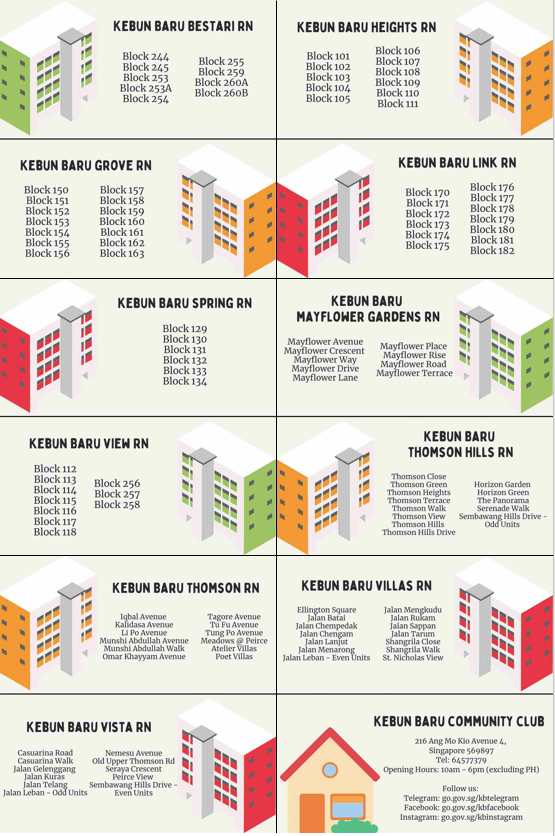 KEBUN BARU BESTARI RN
Block 244
Block 245
Block 253
Block 253A
Block 254
Block 255
Block 259
Block 260A
Block 260B
KEBUN BARU HEIGHTS RN
Block 101
Block 102
Block 103
Block 104
Block 105
Block 106
Block 107
Block 108
Block 109
Block 110
Block 111
KEBUN BARU GROVE RN
Block 150
Block 151
Block 152
Block 153
Block 154
Block 155
Block 156
Block 157
Block 158
Block 159
Block 160
Block 161
Block 162
Block 163
KEBUN BARU LINK RN
Block 170
Block 171
Block 172
Block 173
Block 174
Block 175
Block 176
Block 177
Block 178
Block 179
Block 180
Block 181
Block 182
KEBUN BARU SPRING RN
Block 129
Block 130
Block 131
Block 132
Block 133
Block 134
KEBUN BARU
MAYFLOWER GARDENS RN
Mayflower Avenue
Mayflower Crescent
Mayflower Way
Mayflower Drive
Mayflower Lane
Mayflower Place
Mayflower Rise
Mayflower Road
Mayflower Terrace
KEBUN BARU VIEW RN
Block 112
Block 113
Block 114
Block 115
Block 116
Block 117
Block 118
Block 256
Block 257
Block 258
KEBUN BARU
THOMSON HILLS RN
Thomson Close
Thomson Green
Thomson Heights
Thomson Terrace
Thomson Walk
Thomson View
Thomson Hills
Thomson Hills Drive
Horizon Garden
Horizon Green
The Panorama
Serenade Walk
Sembawang Hills Drive -
Odd Units
KEBUN BARU THOMSON RN
Iqbal Avenue
Kalidasa Avenue
Li Po Avenue
Munshi Abdullah Avenue
Munshi Abdullah Walk
Omar Khayyam Avenue
Tagore Avenue
Tu Fu Avenue
Tung Po Avenue
Meadows @ Peirce
Atelier Villas
Poet Villas
KEBUN BARU VILLAS RN
Ellington Square
Jalan Batai
Jalan Chempedak
Jalan Chengam
Jalan Lanjut
Jalan Menarong
Jalan Leban - Even Units
Jalan Mengkudu
Jalan Rukam
Jalan Sappan
Jalan Tarum
Shangrila Close
Shangrila Walk
St. Nicholas View
KEBUN BARU VISTA RN
Casuarina Road
Casuarina Walk
Jalan Gelenggang
Jalan Kuras
Jalan Telang
Jalan Leban - Odd Units
Nemesu Avenue
Old Upper Thomson Rd
Seraya Crescent
Peirce View
Sembawang Hills Drive -
Even Units
KEBUN BARU COMMUNITY CLUB
216 Ang Mo Kio Avenue 4,
Singapore 569897
Tel: 64577379
Opening Hours: 10am - 6pm (excluding PH)
Follow us:
Telegram: go.gov.sg/kbtelegram
Facebook: go.gov.sg/kbfacebook
Instagram: go.gov.sg/kbinstagram